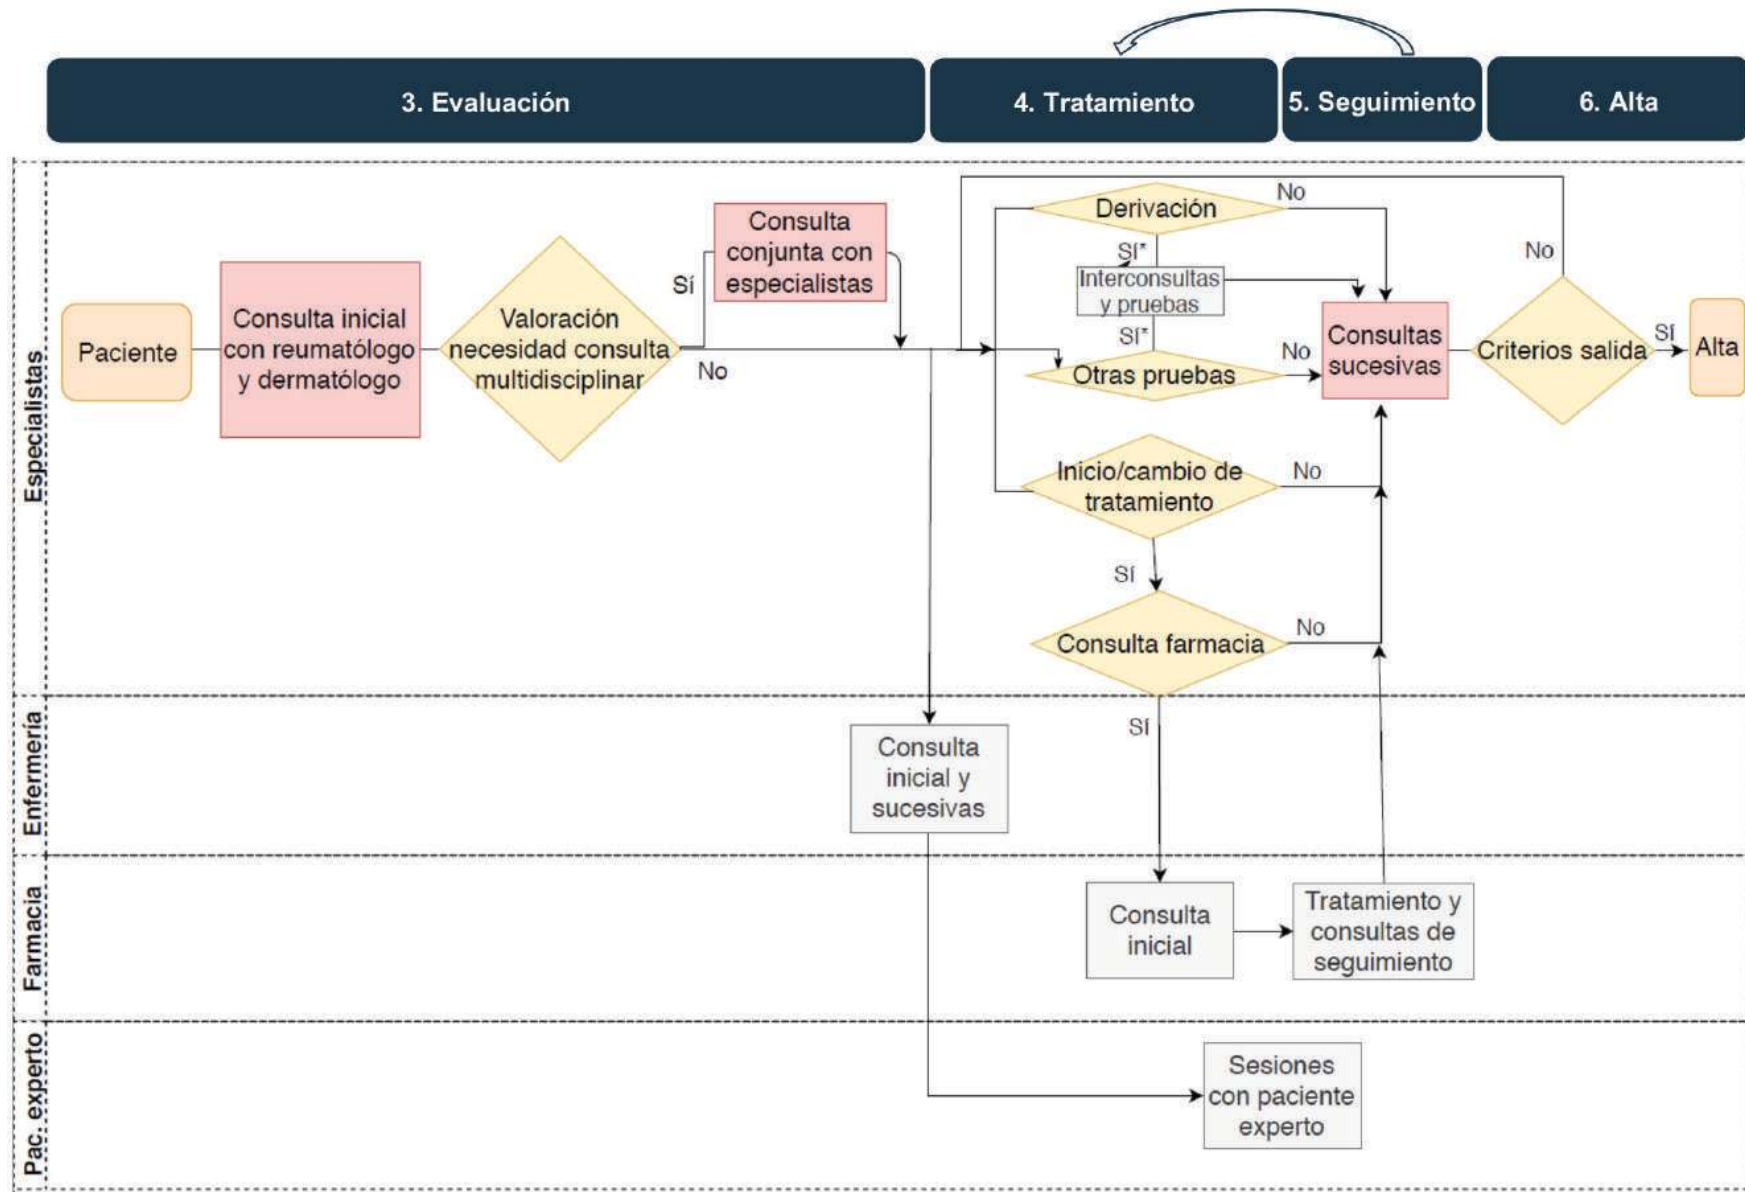 3. Evaluación
4. Tratamiento
5. Seguimiento
6. Alta
Especialistas
Paciente
Consulta inicial
con reumatólogo
y dermatólogo
Valoración
necesidad consulta
multidisciplinar
Sí
No
Consulta
conjunta con
especialistas
Derivación
No
Sí*
Interconsultas
y pruebas
Sí*
Otras pruebas
No
Inicio/cambio de
tratamiento
No
Sí
Consulta farmacia
No
Sí
Consultas
sucesivas
No
Criterios salida
Sí
Alta
Enfermería
Consulta
inicial y
sucesivas
Farmacia
Consulta
inicial
Tratamiento y
consultas de
seguimiento
Pac. experto
Sesiones
con paciente
experto